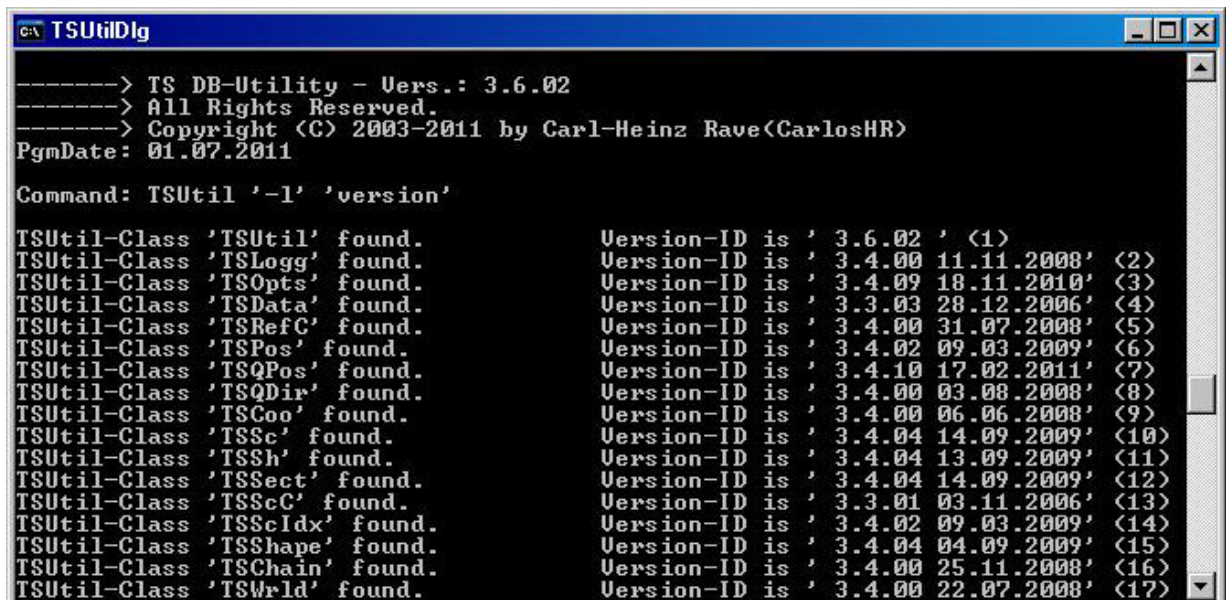 TSUtilDlg
-------> TS DB-Utility - Vers.: 3.6.02
-------> All Rights Reserved.
-------> Copyright (C) 2003-2011 by Carl-Heinz Rave(CarlosHR)
PgmDate: 01.07.2011
Command: TSUtil '-l' 'version'
TSUtil-Class 'TSUtil' found. Version-ID is ' 3.6.02 ' (1)
TSUtil-Class 'TSLogg' found. Version-ID is ' 3.4.00 11.11.2008' (2)
TSUtil-Class 'TSOpts' found. Version-ID is ' 3.4.09 18.11.2010' (3)
TSUtil-Class 'TSData' found. Version-ID is ' 3.3.03 28.12.2006' (4)
TSUtil-Class 'TSRefC' found. Version-ID is ' 3.4.00 31.07.2008' (5)
TSUtil-Class 'TSPos' found. Version-ID is ' 3.4.02 09.03.2009' (6)
TSUtil-Class 'TSQPos' found. Version-ID is ' 3.4.10 17.02.2011' (7)
TSUtil-Class 'TSQDir' found. Version-ID is ' 3.4.00 03.08.2008' (8)
TSUtil-Class 'TSCoo' found. Version-ID is ' 3.4.00 06.06.2008' (9)
TSUtil-Class 'TSSc' found. Version-ID is ' 3.4.04 14.09.2009' (10)
TSUtil-Class 'TSSh' found. Version-ID is ' 3.4.04 13.09.2009' (11)
TSUtil-Class 'TSSect' found. Version-ID is ' 3.4.04 14.09.2009' (12)
TSUtil-Class 'TSScC' found. Version-ID is ' 3.3.01 03.11.2006' (13)
TSUtil-Class 'TSScIdx' found. Version-ID is ' 3.4.02 09.03.2009' (14)
TSUtil-Class 'TSShape' found. Version-ID is ' 3.4.04 04.09.2009' (15)
TSUtil-Class 'TSChain' found. Version-ID is ' 3.4.00 25.11.2008' (16)
TSUtil-Class 'TSWrld' found. Version-ID is ' 3.4.00 22.07.2008' (17)